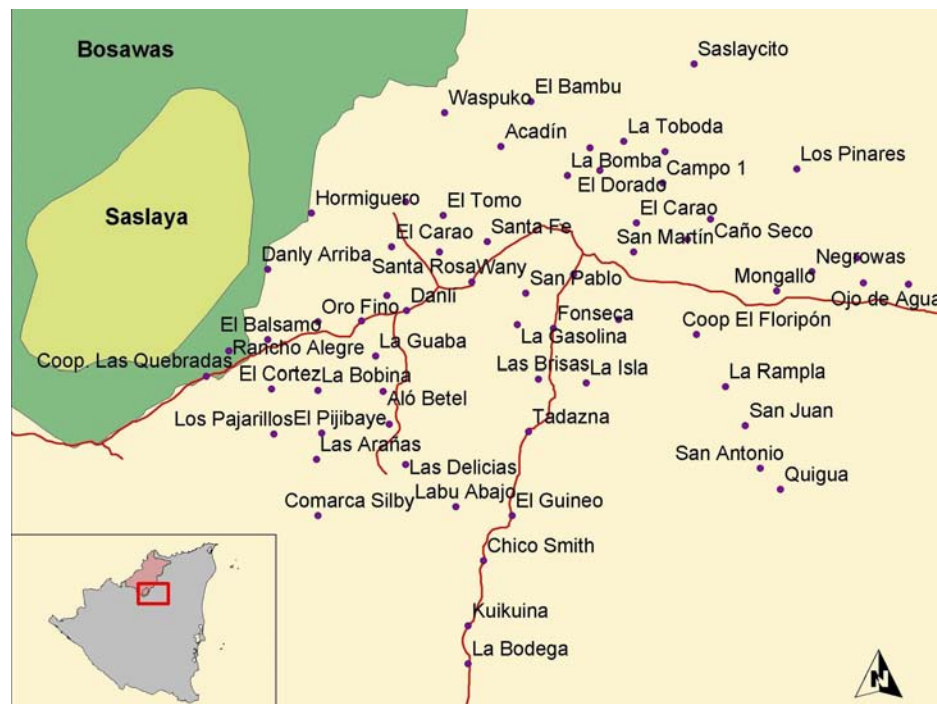 Bosawas
Saslaycito
El Bambu
Waspuko
La Toboda
Acadín
La Bomba
Campo 1
Los Pinares
El Dorado
Saslaya
Hormiguero
El Tomo
El Carao
Santa Fe
El Carao
Caño Seco
San Martín
Danly Arriba
Santa Rosa
Wany
San Pablo
Negrowas
Mongallo
Ojo de Agua
Oro Fino
Danlí
Fonseca
Coop El Floripón
El Balsamo
La Gasolina
Rancho Alegre
La Guaba
Coop. Las Quebradas
El Cortez
La Bobina
Las Brisas
La Isla
La Rampla
Aló Betel
Los Pajarillos
El Pijibaye
Tadazna
San Juan
Las Arañas
Las Delicias
San Antonio
Quigua
Comarca Silby
Labu Abajo
El Guineo
Chico Smith
Kuikuina
La Bodega
N